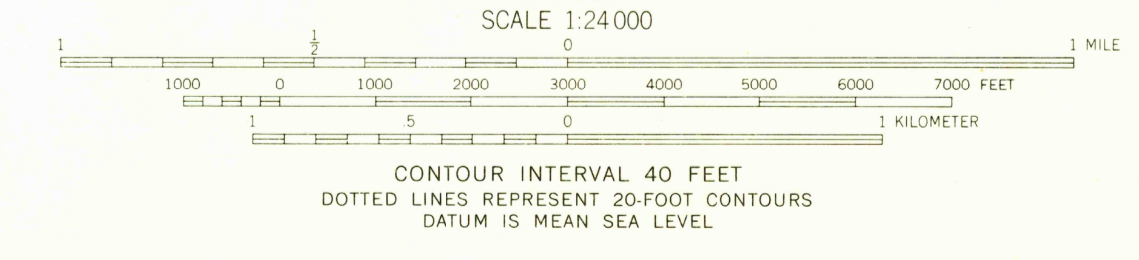 SCALE 1:24 000
1 1/2 0 1 MILE
1000 0 1000 2000 3000 4000 5000 6000 7000 FEET
1 .5 0 1 KILOMETER
CONTOUR INTERVAL 40 FEET
DOTTED LINES REPRESENT 20-FOOT CONTOURS
DATUM IS MEAN SEA LEVEL